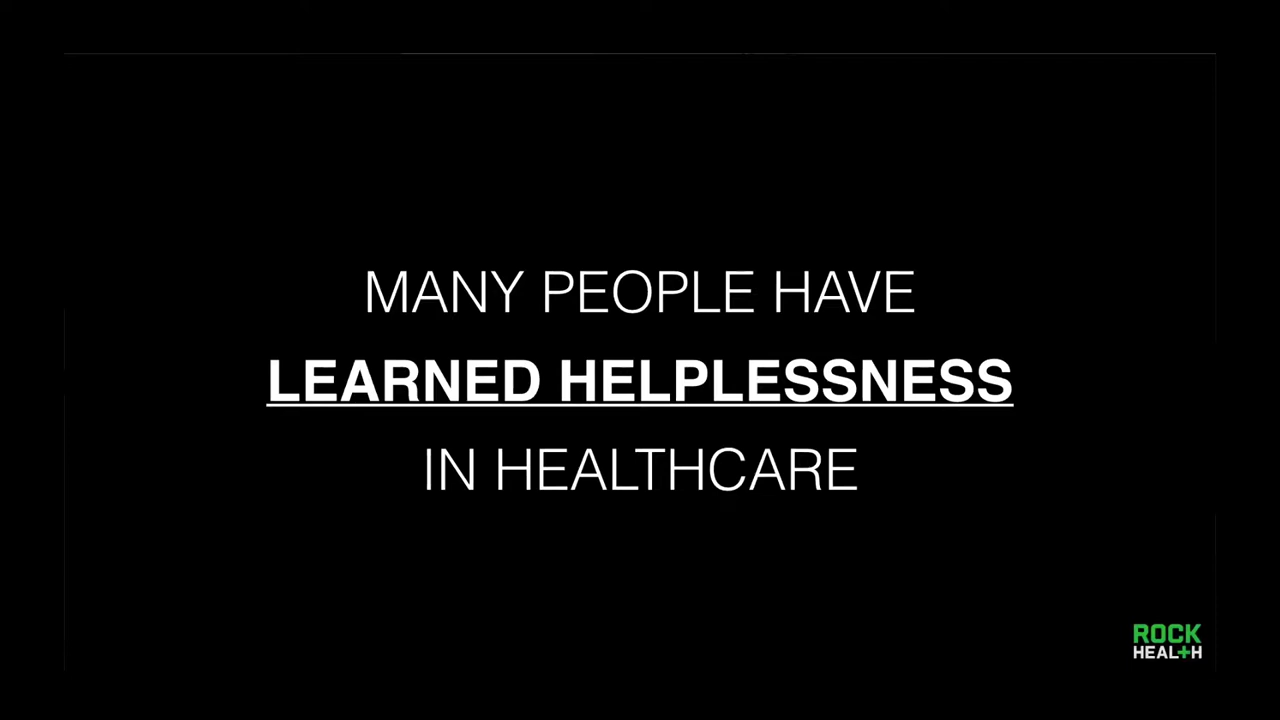 MANY PEOPLE HAVE
LEARNED HELPLESSNESS
IN HEALTHCARE
ROCK
HEALTH